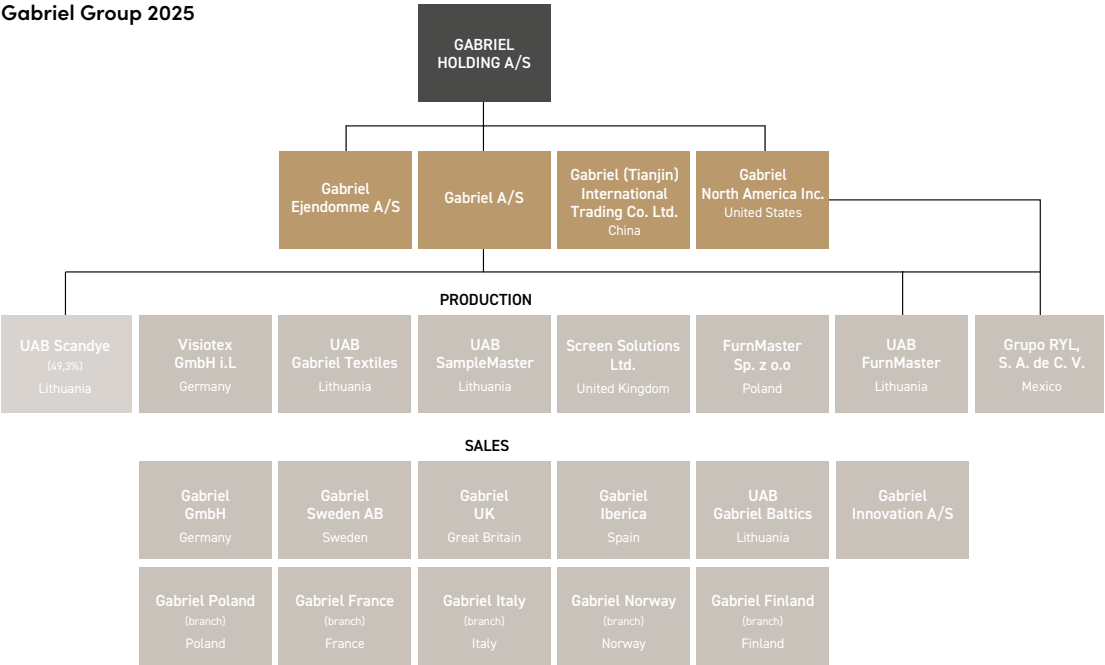 Gabriel Group 2025
GABRIEL
HOLDING A/S
Gabriel
Ejendomme A/S
Gabriel A/S
Gabriel (Tianjin)
International
Trading Co. Ltd.
China
Gabriel
North America Inc.
United States
PRODUCTION
UAB Scandye
(49,3%)
Lithuania
Visiotex
GmbH i.L
Germany
UAB
Gabriel Textiles
Lithuania
UAB
SampleMaster
Lithuania
Screen Solutions
Ltd.
United Kingdom
FurnMaster
Sp. z o.o
Poland
UAB
FurnMaster
Lithuania
Grupo RYL,
S. A. de C. V.
Mexico
SALES
Gabriel
GmbH
Germany
Gabriel
Sweden AB
Sweden
Gabriel
UK
Great Britain
Gabriel
Iberica
Spain
UAB
Gabriel Baltics
Lithuania
Gabriel
Innovation A/S
Gabriel Poland
(branch)
Poland
Gabriel France
(branch)
France
Gabriel Italy
(branch)
Italy
Gabriel Norway
(branch)
Norway
Gabriel Finland
(branch)
Finland